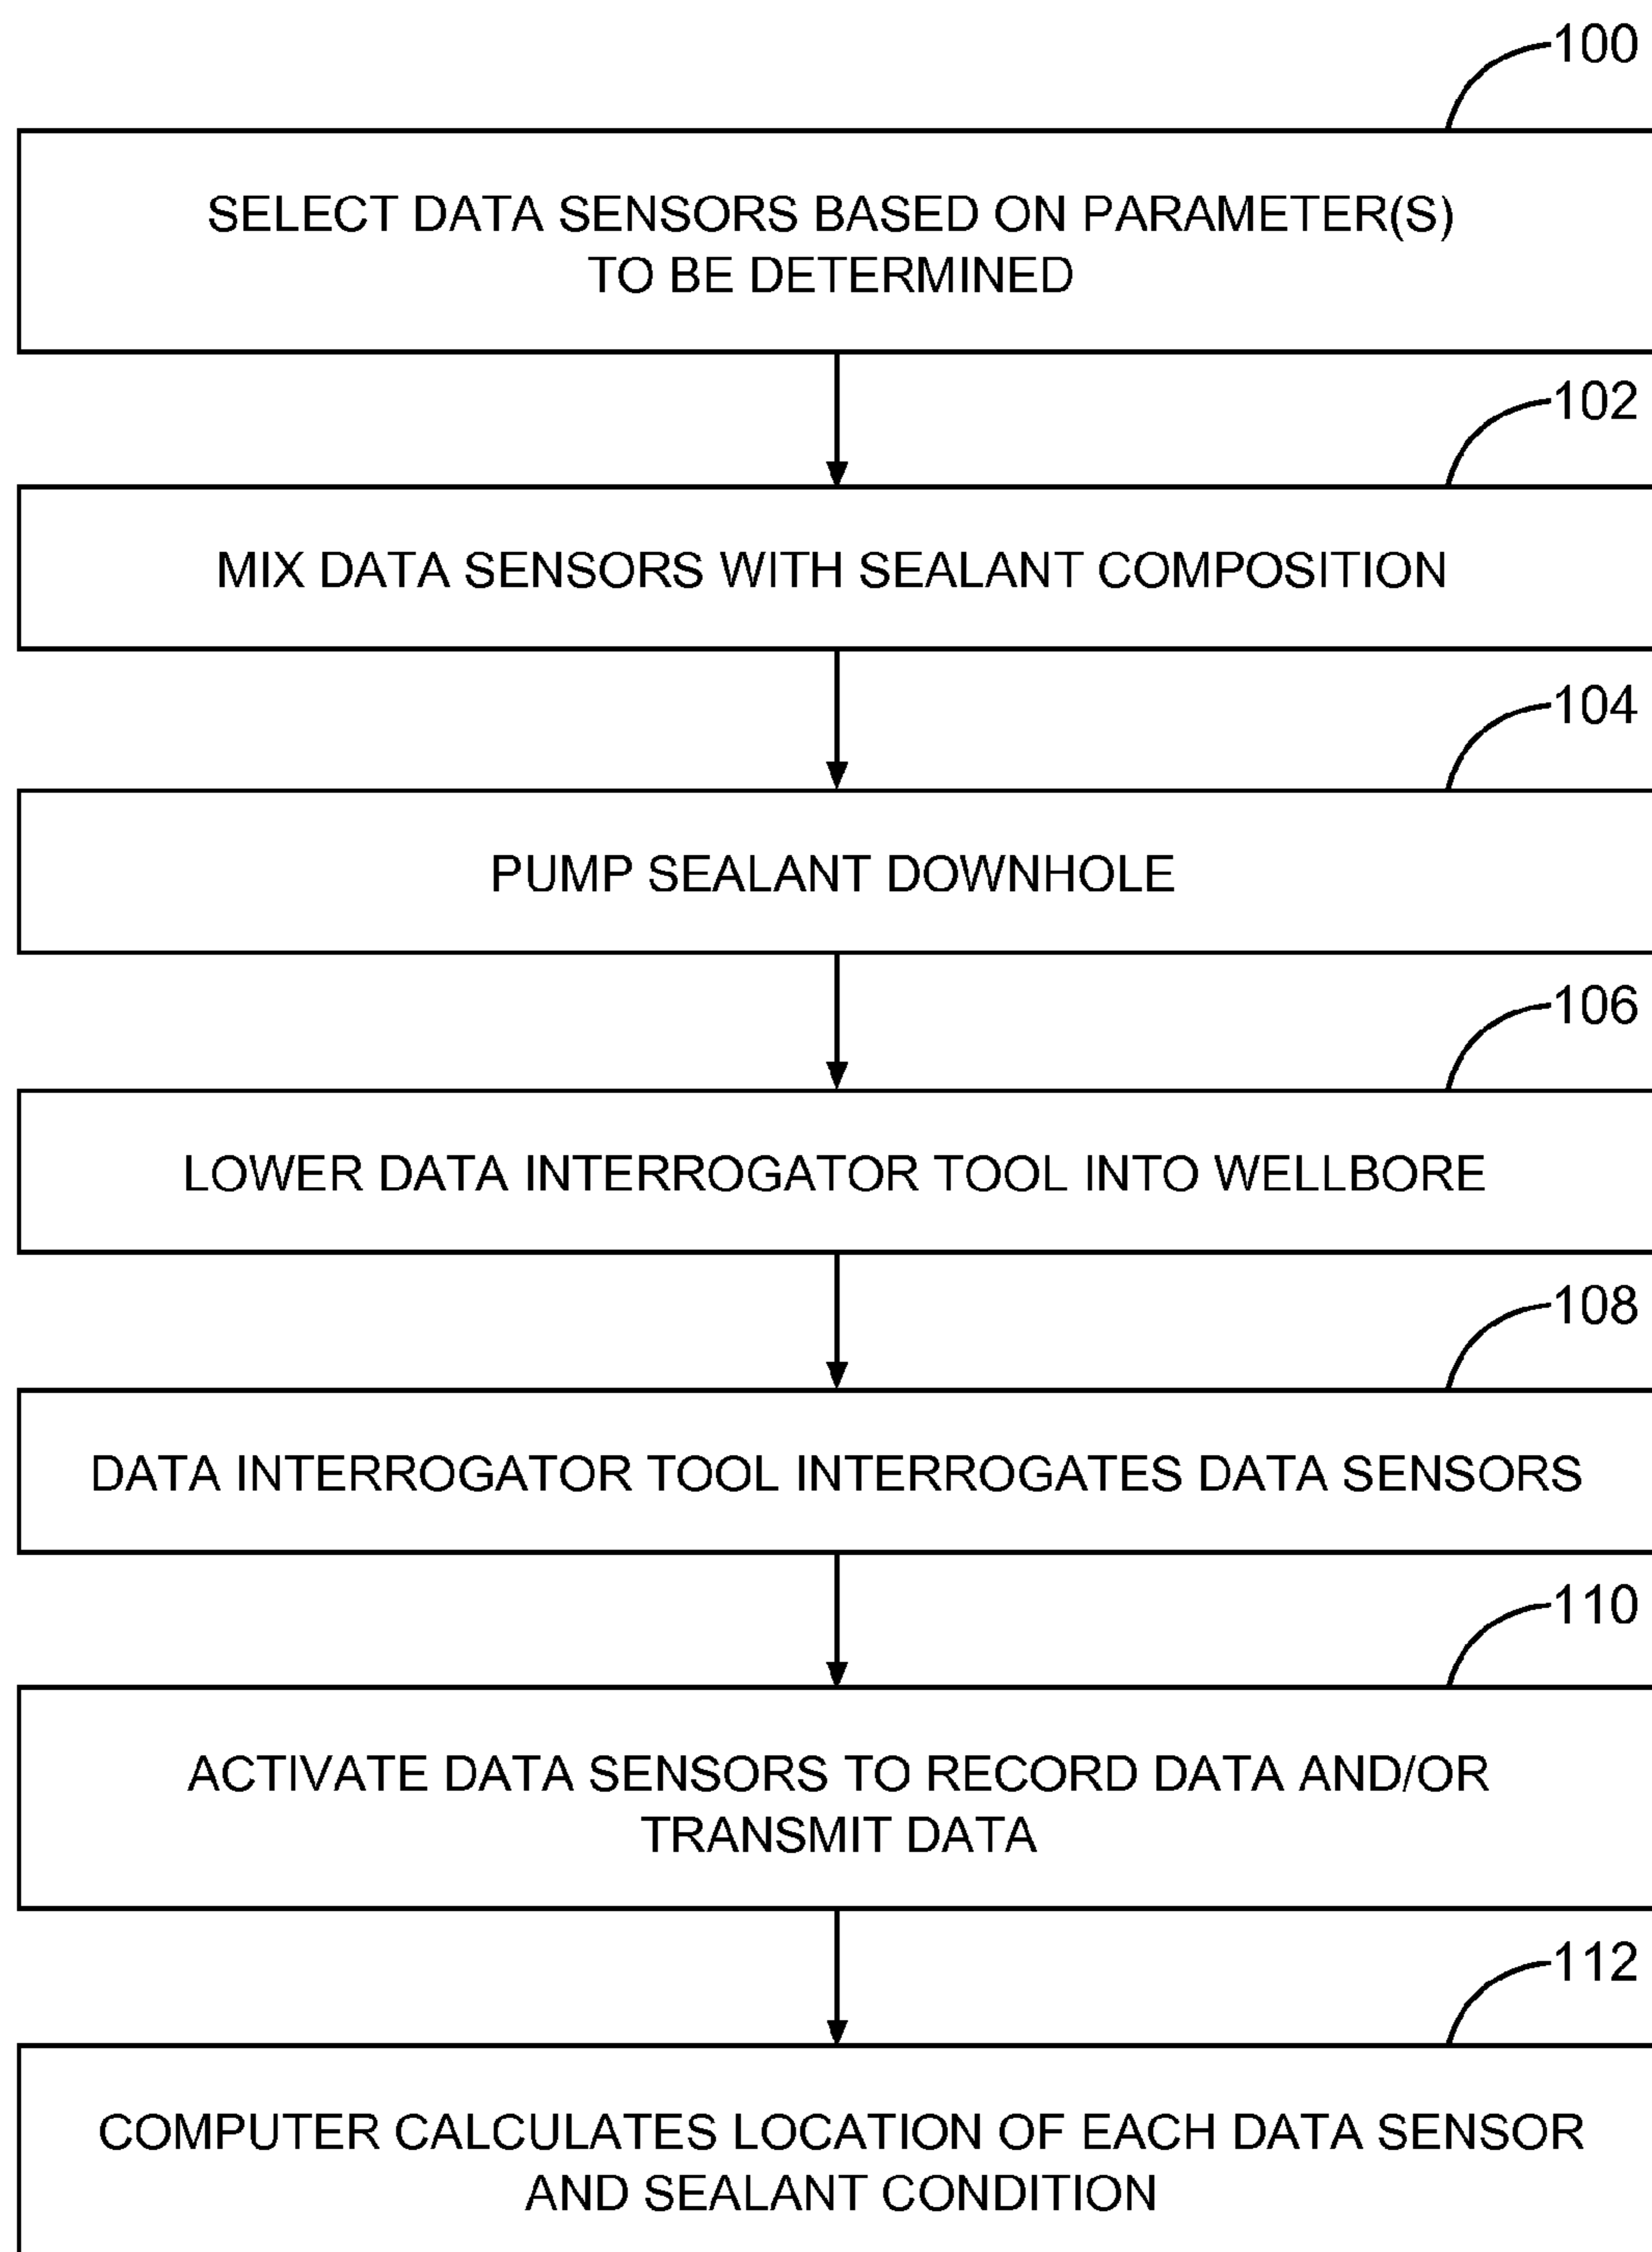 100
SELECT DATA SENSORS BASED ON PARAMETER(S)
TO BE DETERMINED
102
MIX DATA SENSORS WITH SEALANT COMPOSITION
104
PUMP SEALANT DOWNHOLE
106
LOWER DATA INTERROGATOR TOOL INTO WELLBORE
108
DATA INTERROGATOR TOOL INTERROGATES DATA SENSORS
110
ACTIVATE DATA SENSORS TO RECORD DATA AND/OR
TRANSMIT DATA
112
COMPUTER CALCULATES LOCATION OF EACH DATA SENSOR
AND SEALANT CONDITION